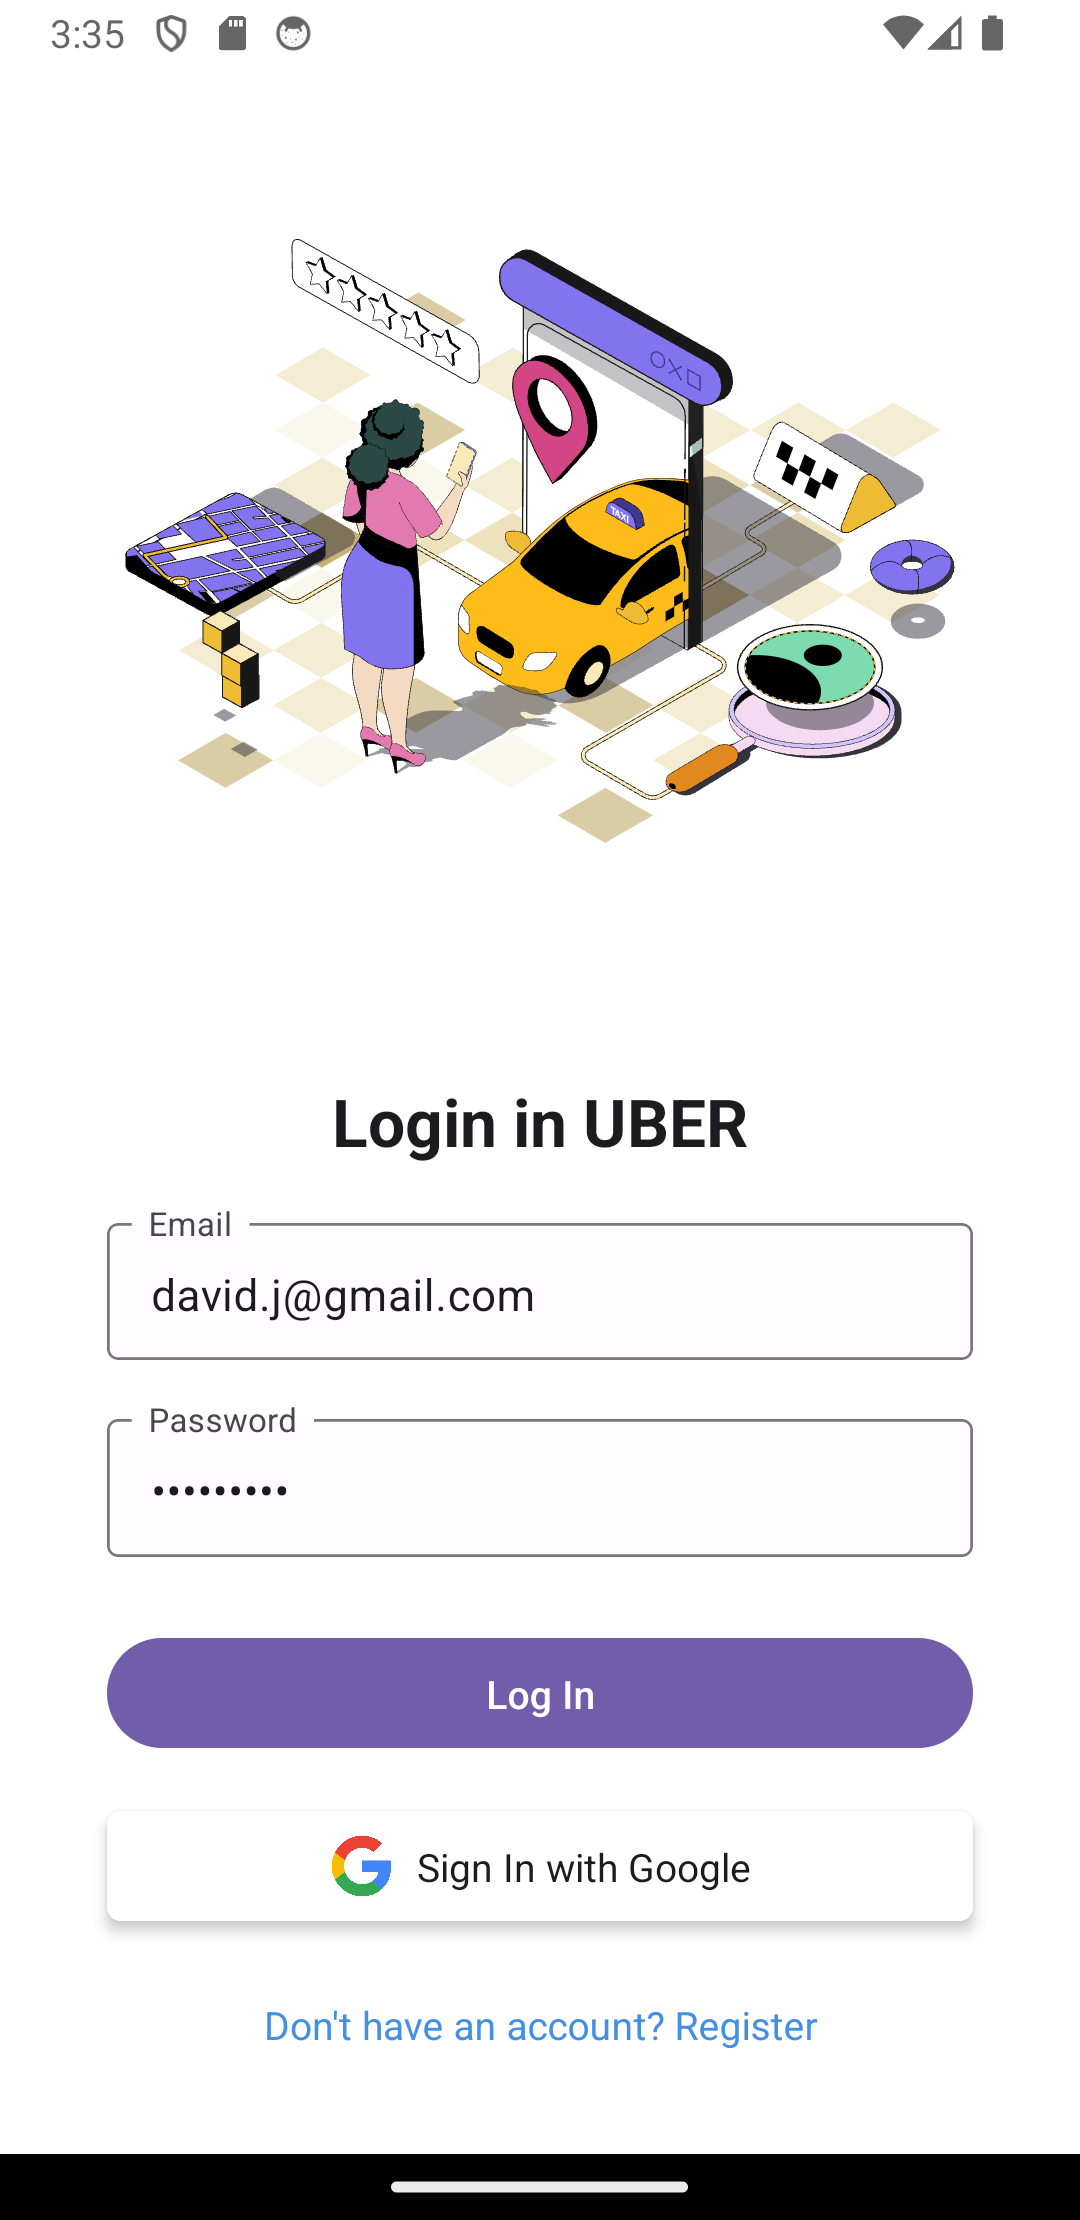 3:35
TAXI
Login in UBER
Email
david.j@gmail.com
Password
•••••••••
Log In
Sign In with Google
Don't have an account? Register